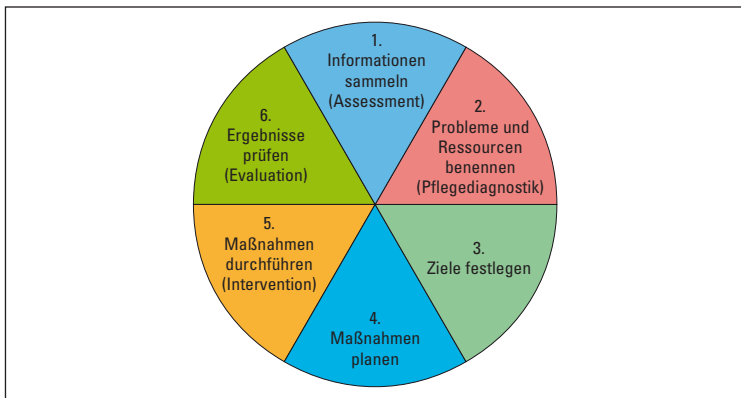 1.
Informationen
sammeln
(Assessment)
2.
Probleme und
Ressourcen
benennen
(Pflegediagnostik)
3.
Ziele festlegen
4.
Maßnahmen
planen
5.
Maßnahmen
durchführen
(Intervention)
6.
Ergebnisse
prüfen
(Evaluation)